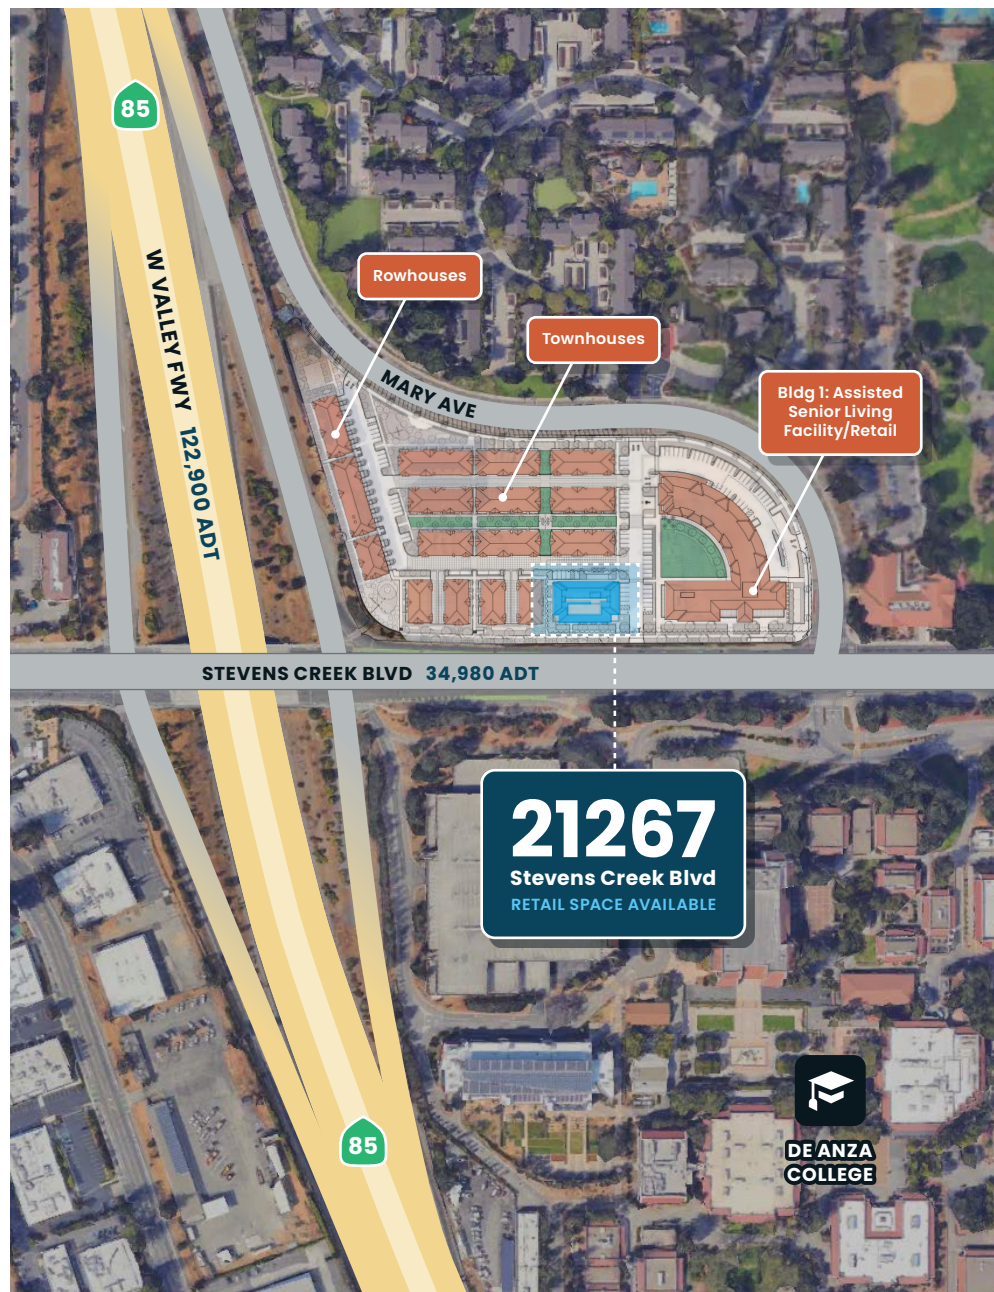 85
W VALLEY FWY 122,900 ADT
Rowhouses
Townhouses
MARY AVE
Bldg 1: Assisted
Senior Living
Facility/Retail
STEVENS CREEK BLVD 34,980 ADT
21267
Stevens Creek Blvd
RETAIL SPACE AVAILABLE
85
DE ANZA
COLLEGE